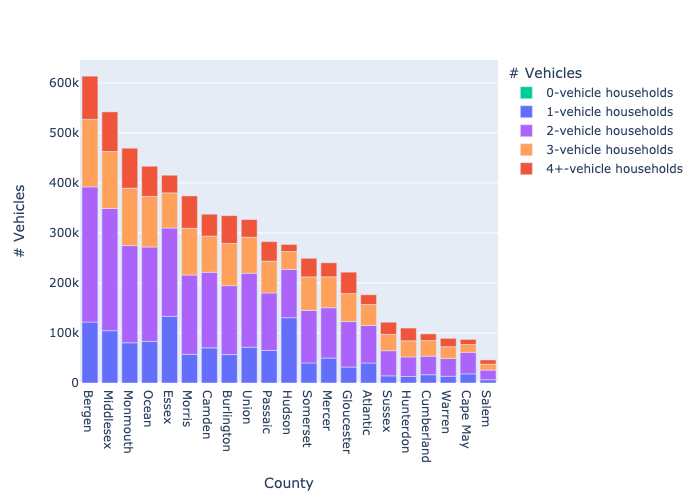 # Vehicles
0-vehicle households
1-vehicle households
2-vehicle households
3-vehicle households
4+-vehicle households
# Vehicles
600k
500k
400k
300k
200k
100k
0
Bergen
Middlesex
Monmouth
Ocean
Essex
Morris
Camden
Burlington
Union
Passaic
Hudson
Somerset
Mercer
Gloucester
Atlantic
Sussex
Hunterdon
Cumberland
Warren
Cape May
Salem
County